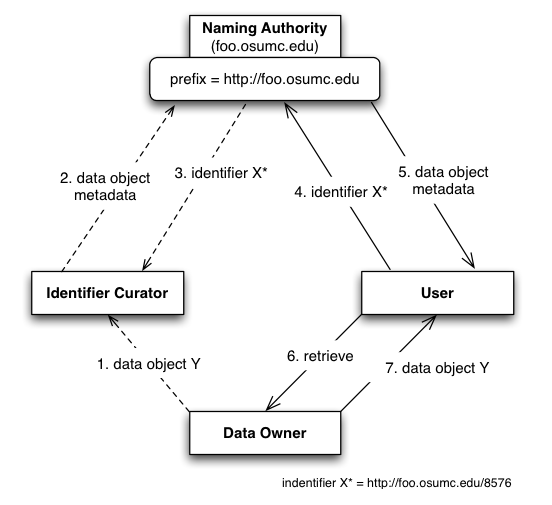 Naming Authority
(foo.osumc.edu)
prefix = http://foo.osumc.edu
2. data object
metadata
3. identifier X*
4. identifier X*
5. data object
metadata
Identifier Curator
User
1. data object Y
6. retrieve
7. data object Y
Data Owner
indentifier X* = http://foo.osumc.edu/8576